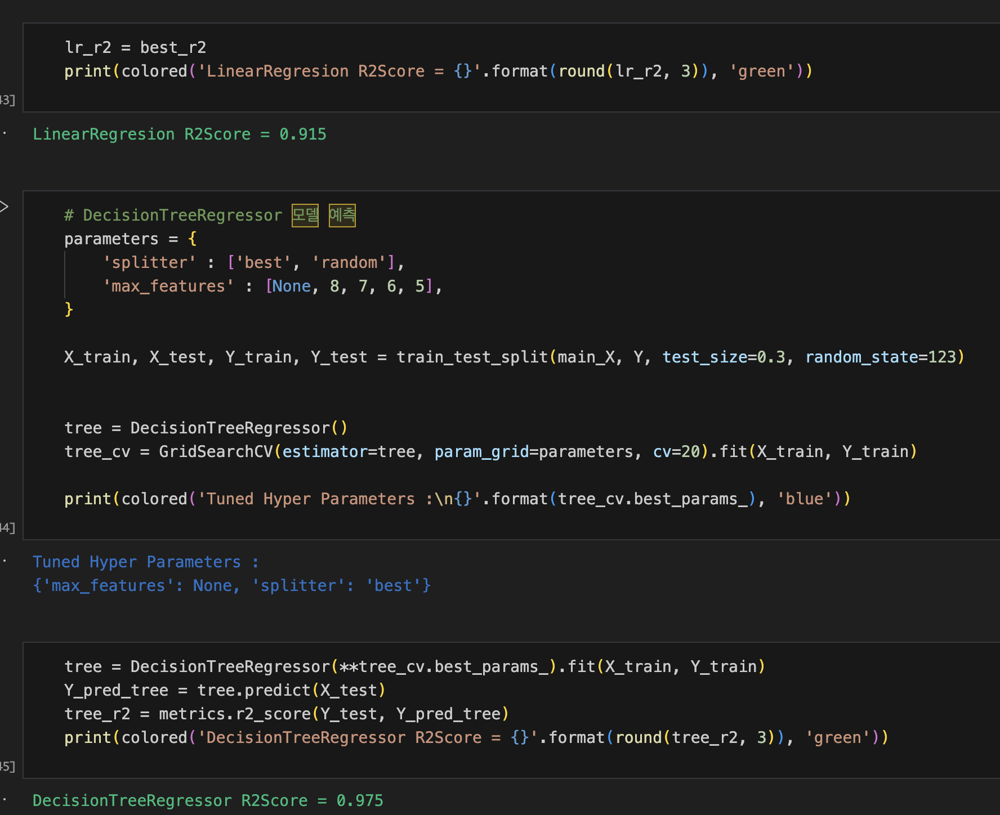 lr_r2 = best_r2
print(colored('LinearRegresion R2Score = {}'.format(round(lr_r2, 3)), 'green'))
43]
LinearRegresion R2Score = 0.915
# DecisionTreeRegressor 모델 예측
parameters = {
    'splitter' : ['best', 'random'],
    'max_features' : [None, 8, 7, 6, 5],
}
X_train, X_test, Y_train, Y_test = train_test_split(main_X, Y, test_size=0.3, random_state=123)
tree = DecisionTreeRegressor()
tree_cv = GridSearchCV(estimator=tree, param_grid=parameters, cv=20).fit(X_train, Y_train)
print(colored('Tuned Hyper Parameters :\n{}'.format(tree_cv.best_params_), 'blue'))
44]
Tuned Hyper Parameters :
{'max_features': None, 'splitter': 'best'}
tree = DecisionTreeRegressor(**tree_cv.best_params_).fit(X_train, Y_train)
Y_pred_tree = tree.predict(X_test)
tree_r2 = metrics.r2_score(Y_test, Y_pred_tree)
print(colored('DecisionTreeRegressor R2Score = {}'.format(round(tree_r2, 3)), 'green'))
45]
DecisionTreeRegressor R2Score = 0.975